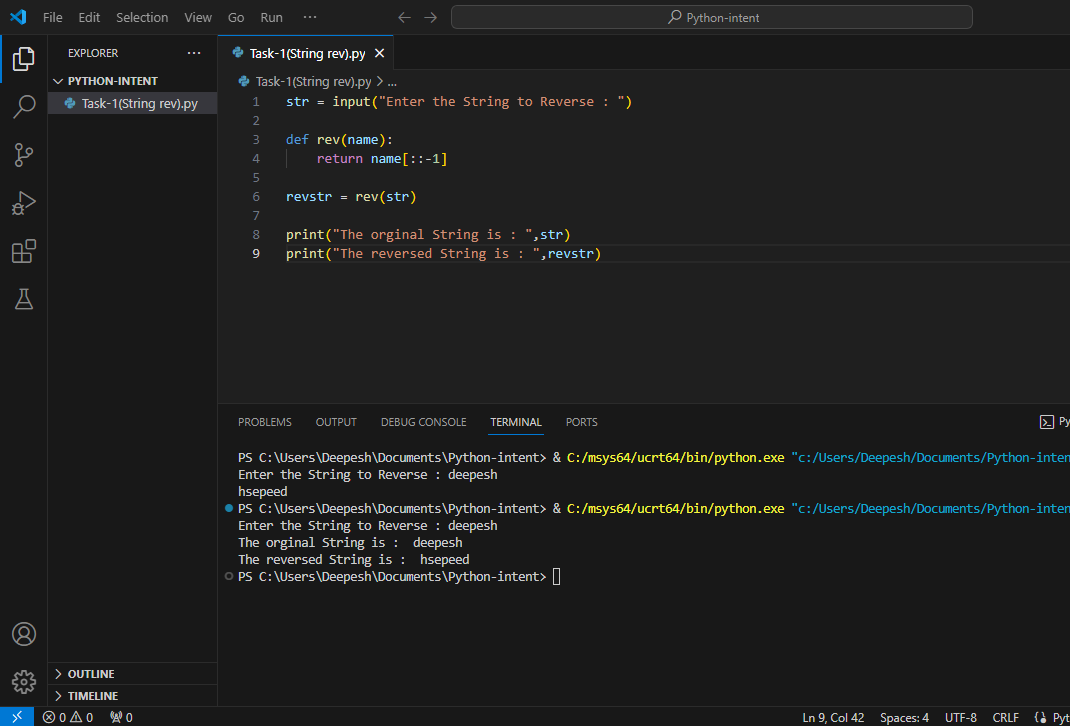 File Edit Selection View Go Run ··· Python-intent
EXPLORER ···
PYTHON-INTENT
Task-1(String rev).py
OUTLINE
TIMELINE
Task-1(String rev).py
Task-1(String rev).py > ...
1 str = input("Enter the String to Reverse : ")
2
3 def rev(name):
4 return name[::-1]
5
6 revstr = rev(str)
7
8 print("The orginal String is : ",str)
9 print("The reversed String is : ",revstr)
PROBLEMS OUTPUT DEBUG CONSOLE TERMINAL PORTS Py
PS C:\Users\Deepesh\Documents\Python-intent> & C:/msys64/ucrt64/bin/python.exe "c:/Users/Deepesh/Documents/Python-inten
Enter the String to Reverse : deepesh
hsepeed
PS C:\Users\Deepesh\Documents\Python-intent> & C:/msys64/ucrt64/bin/python.exe "c:/Users/Deepesh/Documents/Python-inten
Enter the String to Reverse : deepesh
The orginal String is :  deepesh
The reversed String is :  hsepeed
PS C:\Users\Deepesh\Documents\Python-intent>
0 0 0 Ln 9, Col 42 Spaces: 4 UTF-8 CRLF Pyt